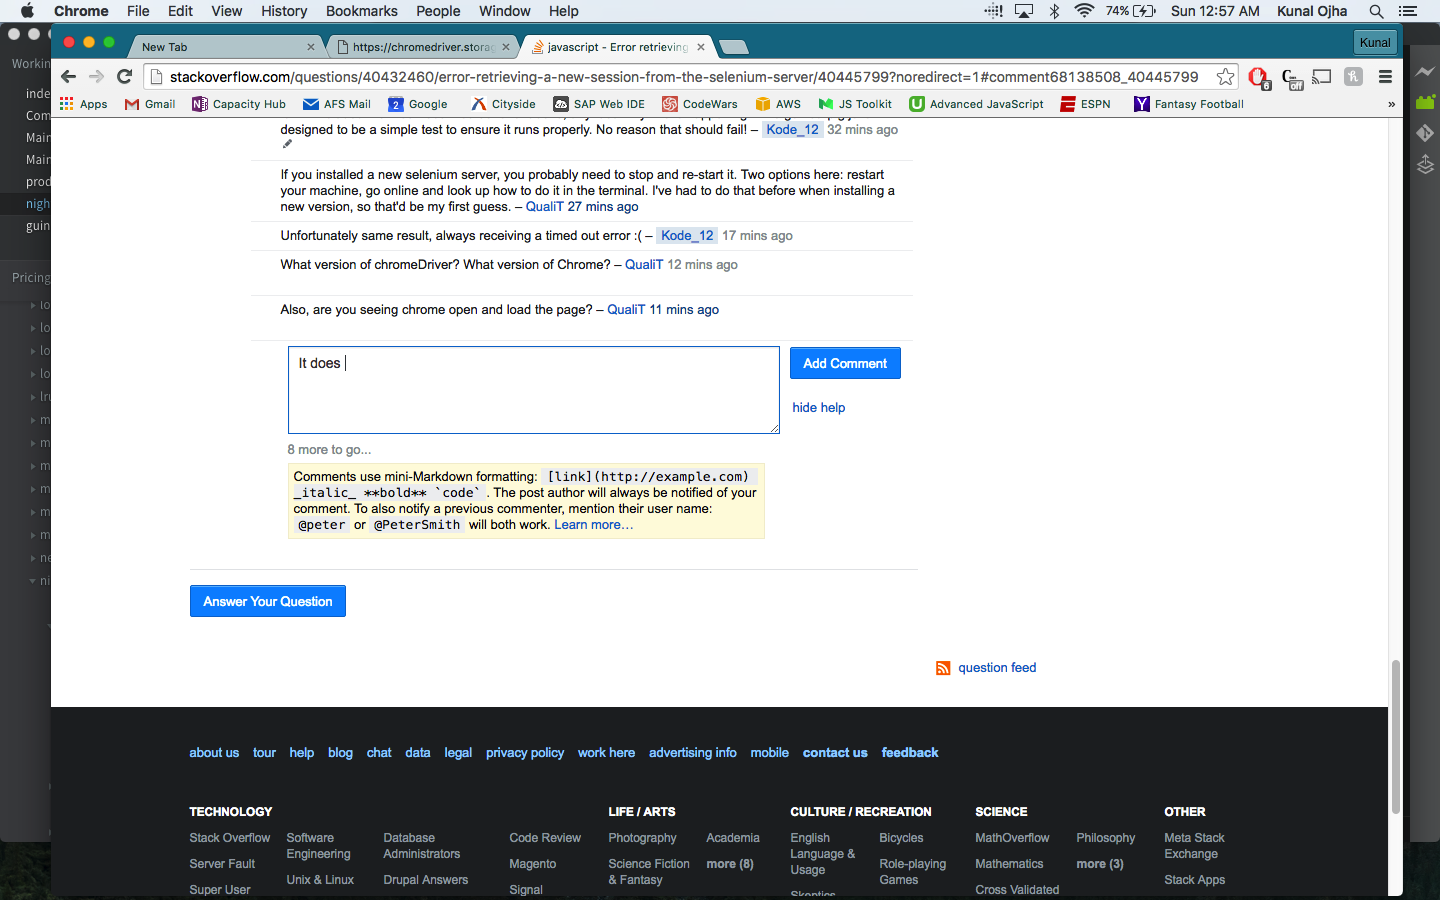 Chrome File Edit View History Bookmarks People Window Help 74% Sun 12:57 AM Kunal Ojha
New Tab https://chromedriver.storag javascript - Error retrieving Kunal
stackoverflow.com/questions/40432460/error-retrieving-a-new-session-from-the-selenium-server/40445799?noredirect=1#comment68138508_40445799
Apps Gmail Capacity Hub AFS Mail 2 Google Cityside SAP Web IDE CodeWars AWS JS Toolkit Advanced JavaScript ESPN Fantasy Football »
Workin
inde
Com
Main
Main
prod
nigh
guin
Pricing
lo
lo
lo
lo
lru
m
m
m
m
m
m
ne
ni
designed to be a simple test to ensure it runs properly. No reason that should fail! – Kode_12 32 mins ago
If you installed a new selenium server, you probably need to stop and re-start it. Two options here: restart
your machine, go online and look up how to do it in the terminal. I've had to do that before when installing a
new version, so that'd be my first guess. – QualiT 27 mins ago
Unfortunately same result, always receiving a timed out error :( – Kode_12 17 mins ago
What version of chromeDriver? What version of Chrome? – QualiT 12 mins ago
Also, are you seeing chrome open and load the page? – QualiT 11 mins ago
It does
Add Comment
hide help
8 more to go...
Comments use mini-Markdown formatting: [link](http://example.com)
_italic_ **bold** `code`. The post author will always be notified of your
comment. To also notify a previous commenter, mention their user name:
@peter or @PeterSmith will both work. Learn more…
Answer Your Question
question feed
about us tour help blog chat data legal privacy policy work here advertising info mobile contact us feedback
TECHNOLOGY
Stack Overflow
Server Fault
Super User
Software
Engineering
Unix & Linux
Database
Administrators
Drupal Answers
Code Review
Magento
Signal
LIFE / ARTS
Photography
Science Fiction
& Fantasy
Academia
more (8)
CULTURE / RECREATION
English
Language &
Usage
Skeptics
Bicycles
Role-playing
Games
SCIENCE
MathOverflow
Mathematics
Cross Validated
Philosophy
more (3)
OTHER
Meta Stack
Exchange
Stack Apps